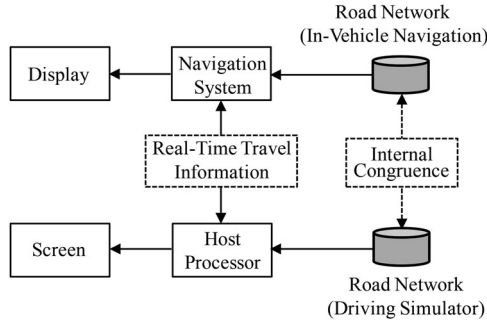 Road Network
(In-Vehicle Navigation)
Display
Navigation
System
Real-Time Travel
Information
Internal
Congruence
Screen
Host
Processor
Road Network
(Driving Simulator)